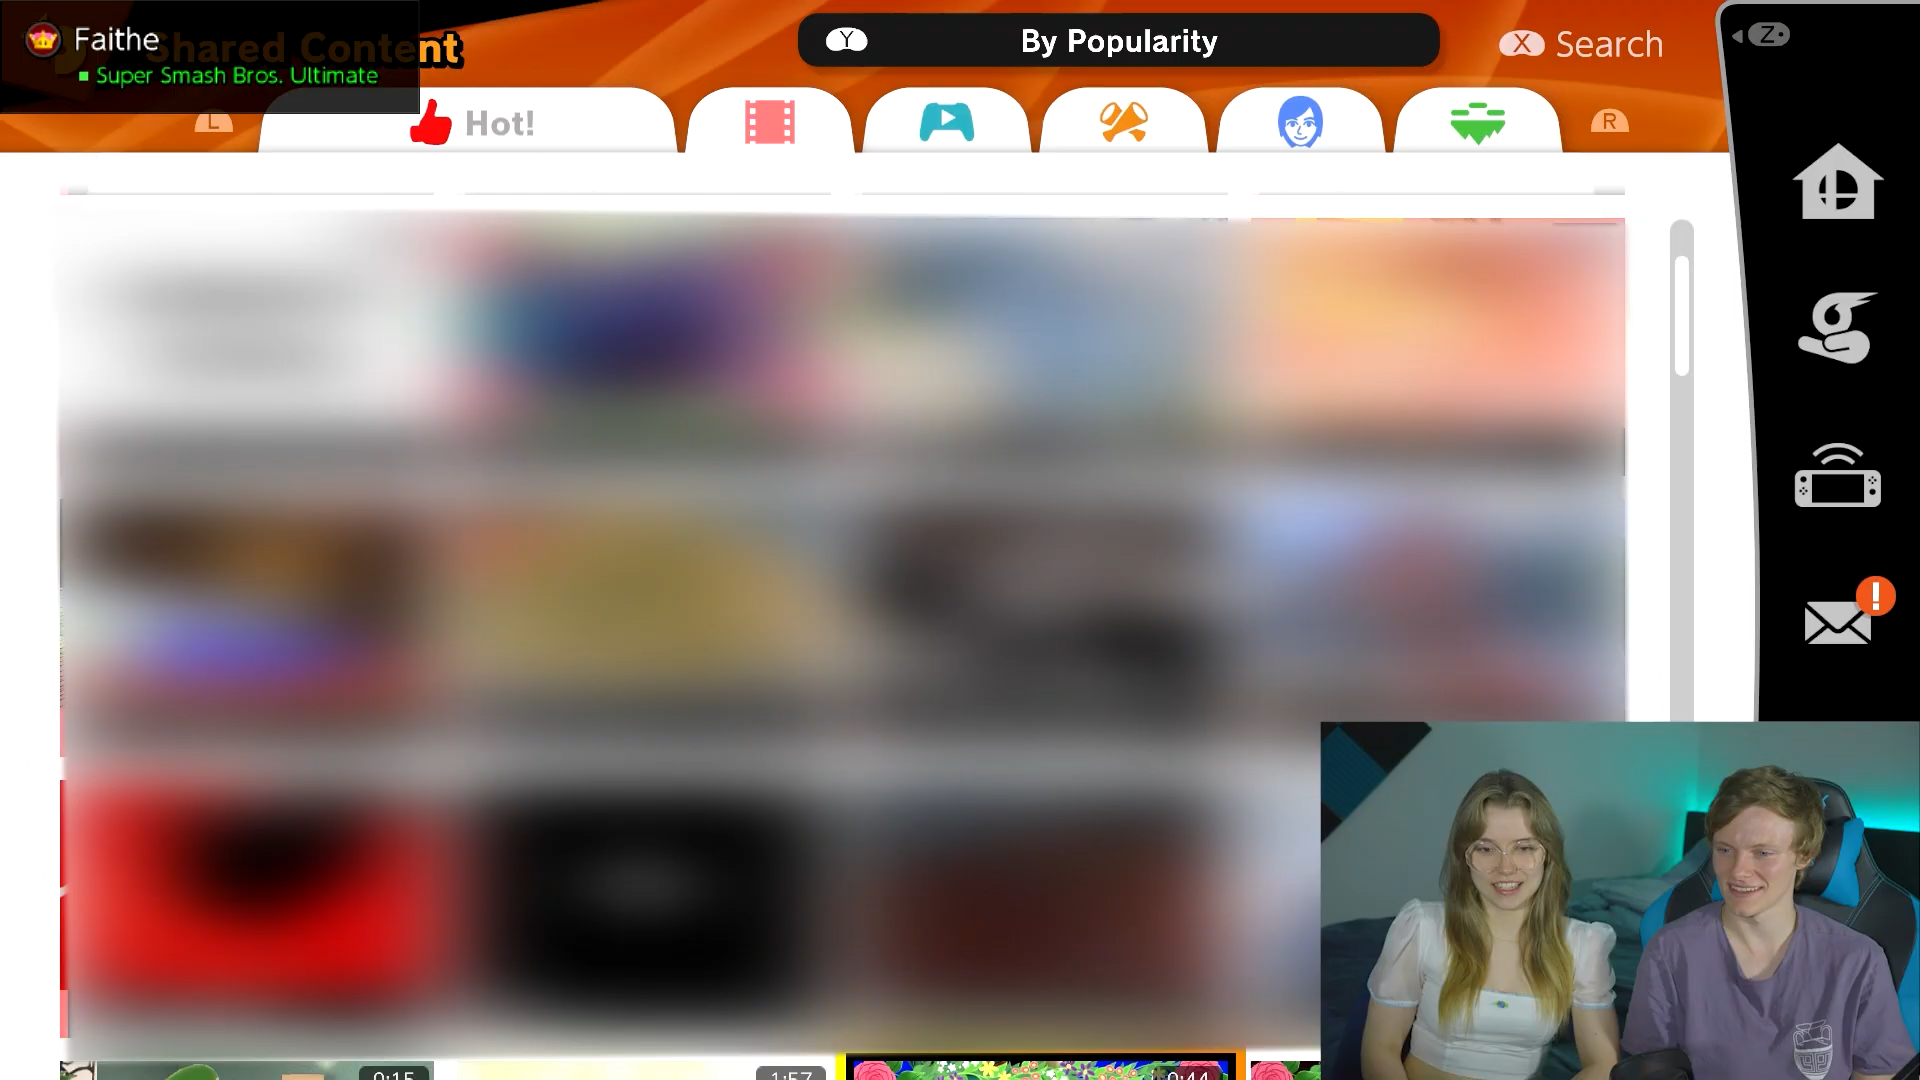 Faithe
Shared Content
Super Smash Bros. Ultimate
Y
By Popularity
X Search
Z
L
Hot!
R
!
0:15
1:57
0:44